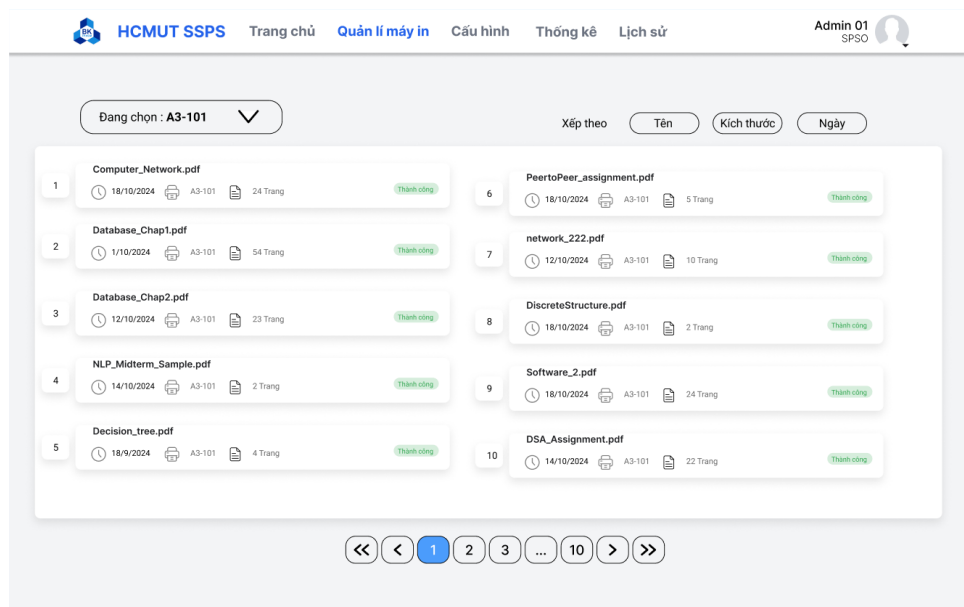 BK
HCMUT SSPS
Trang chủ
Quản lí máy in
Cấu hình
Thống kê
Lịch sử
Admin 01
SPSO
Đang chọn : A3-101
Xếp theo
Tên
Kích thước
Ngày
1
Computer_Network.pdf
18/10/2024 A3-101 24 Trang
Thành công
2
Database_Chap1.pdf
1/10/2024 A3-101 54 Trang
Thành công
3
Database_Chap2.pdf
12/10/2024 A3-101 23 Trang
Thành công
4
NLP_Midterm_Sample.pdf
14/10/2024 A3-101 2 Trang
Thành công
5
Decision_tree.pdf
18/9/2024 A3-101 4 Trang
Thành công
6
PeertoPeer_assignment.pdf
18/10/2024 A3-101 5 Trang
Thành công
7
network_222.pdf
12/10/2024 A3-101 10 Trang
Thành công
8
DiscreteStructure.pdf
18/10/2024 A3-101 2 Trang
Thành công
9
Software_2.pdf
18/10/2024 A3-101 24 Trang
Thành công
10
DSA_Assignment.pdf
14/10/2024 A3-101 22 Trang
Thành công
1 2 3 ... 10